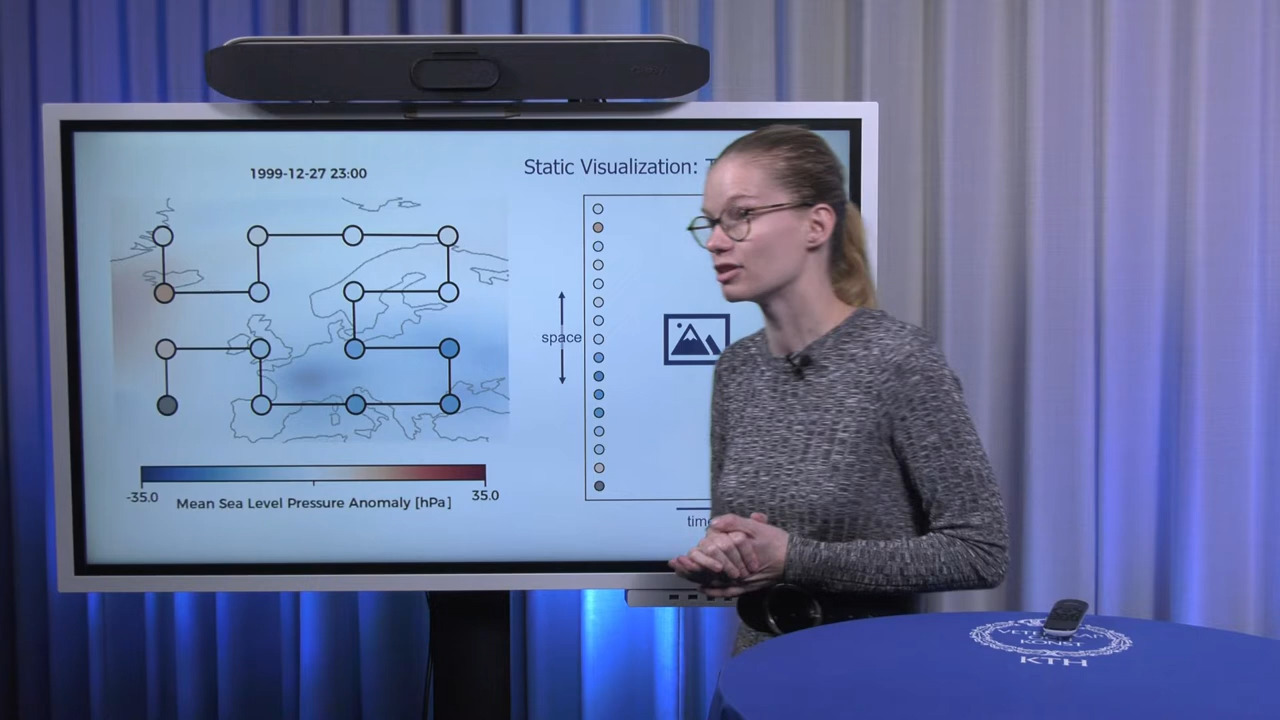 1999-12-27 23:00
Static Visualization:
space
-35.0
35.0
Mean Sea Level Pressure Anomaly [hPa]
time
KONST
KTH